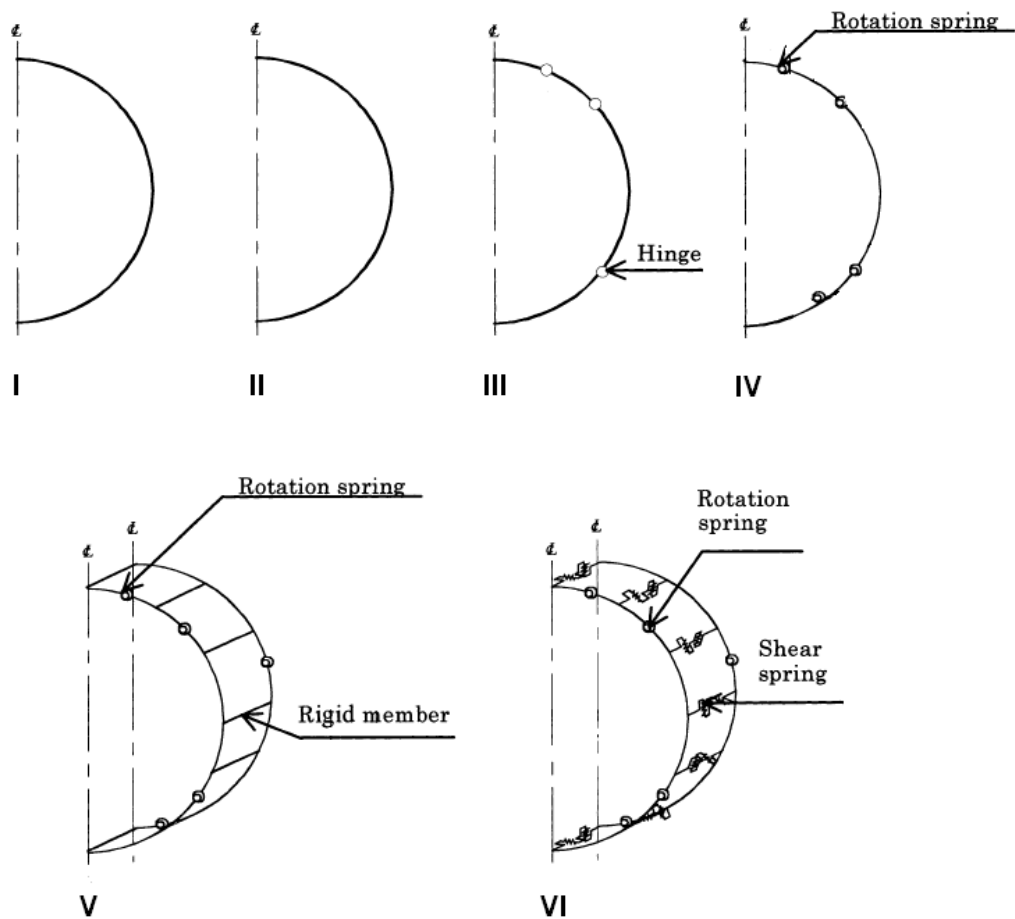 ℄ ℄ ℄ ℄ Rotation spring
Hinge
I II III IV
Rotation spring
℄ ℄
Rigid member
V
℄ ℄
Rotation
spring
Shear
spring
VI